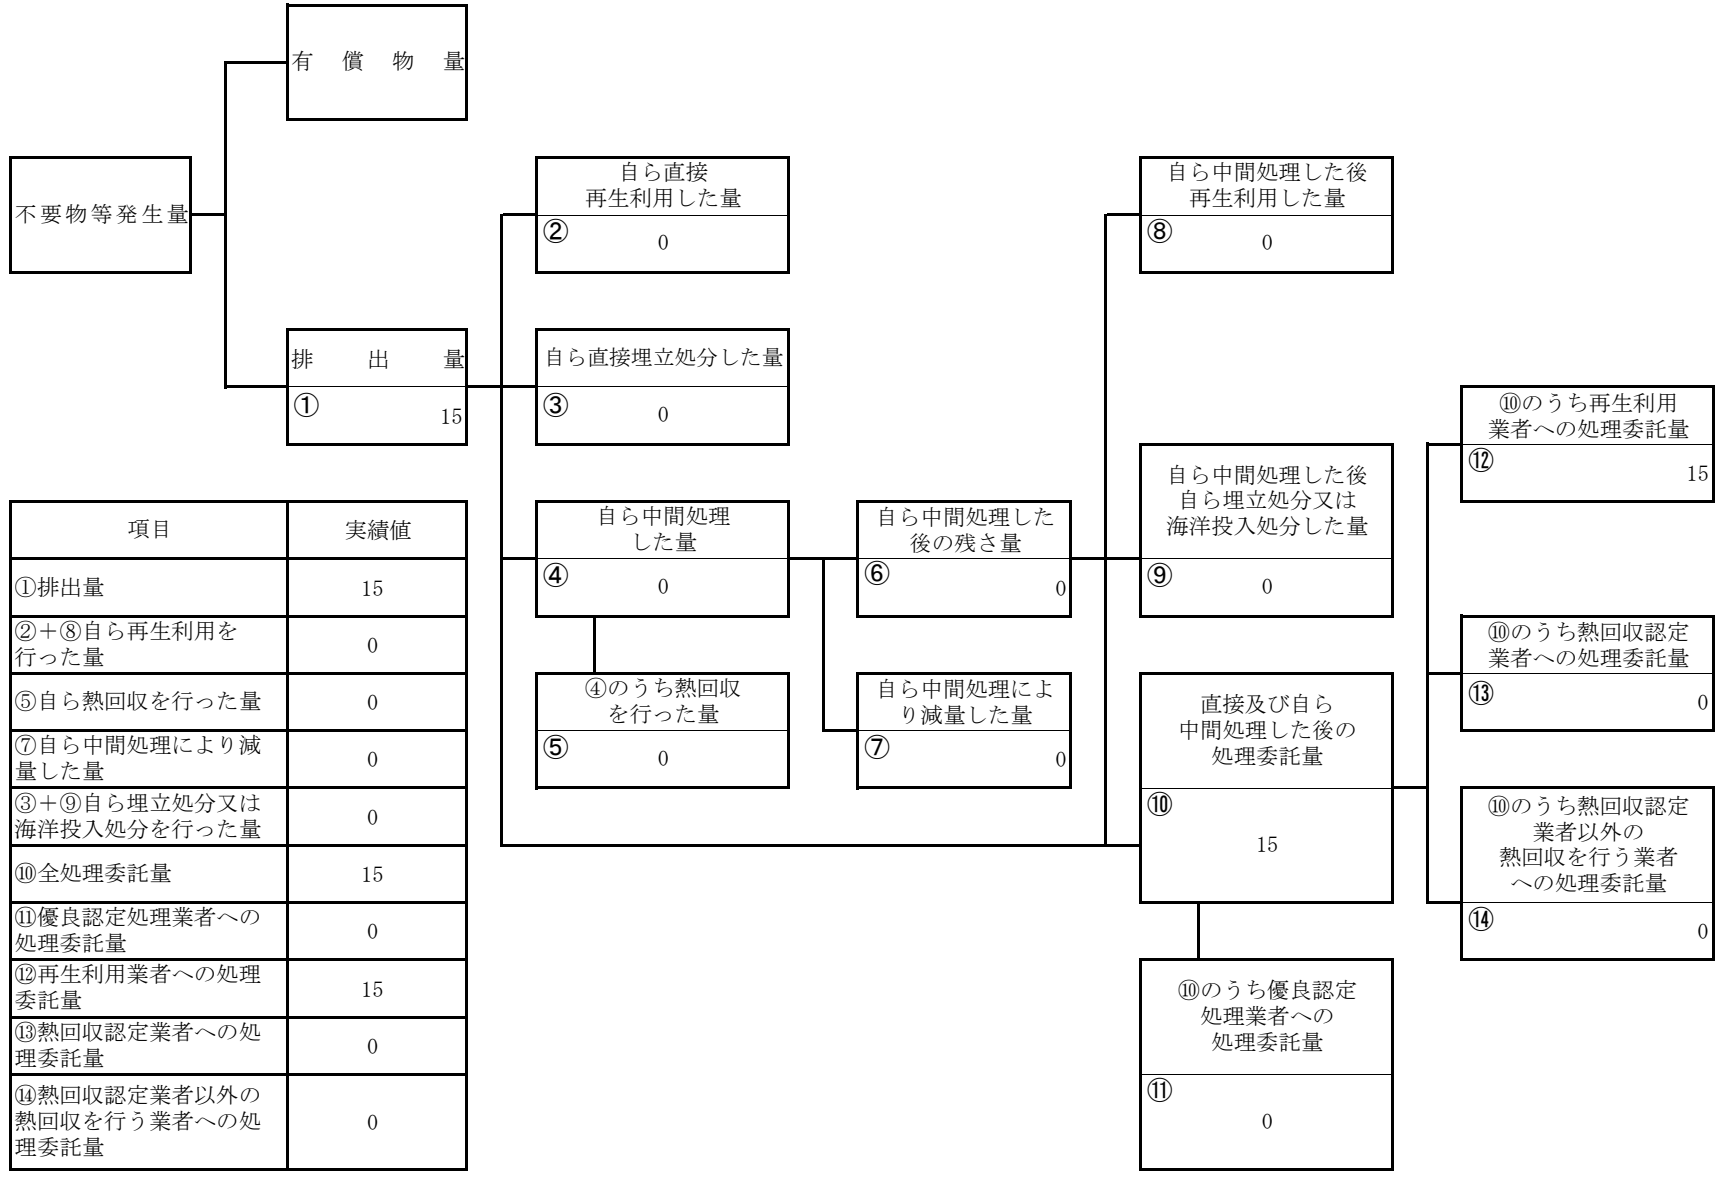 有償物量
不要物等発生量
自ら直接
再生利用した量
②
0
自ら中間処理した後
再生利用した量
⑧
0
排出量
①
15
自ら直接埋立処分した量
③
0
⑩のうち再生利用
業者への処理委託量
⑫
15
自ら中間処理した後
自ら埋立処分又は
海洋投入処分した量
⑨
0
自ら中間処理
した量
④
0
自ら中間処理した
後の残さ量
⑥
0
⑩のうち熱回収認定
業者への処理委託量
⑬
0
④のうち熱回収
を行った量
⑤
0
自ら中間処理によ
り減量した量
⑦
0
直接及び自ら
中間処理した後の
処理委託量
⑩
15
⑩のうち熱回収認定
業者以外の
熱回収を行う業者
への処理委託量
⑭
0
⑩のうち優良認定
処理業者への
処理委託量
⑪
0
項目 実績値
①排出量 15
②＋⑧自ら再生利用を
行った量 0
⑤自ら熱回収を行った量 0
⑦自ら中間処理により減
量した量 0
③＋⑨自ら埋立処分又は
海洋投入処分を行った量 0
⑩全処理委託量 15
⑪優良認定処理業者への
処理委託量 0
⑫再生利用業者への処理
委託量 15
⑬熱回収認定業者への処
理委託量 0
⑭熱回収認定業者以外の
熱回収を行う業者への処
理委託量 0